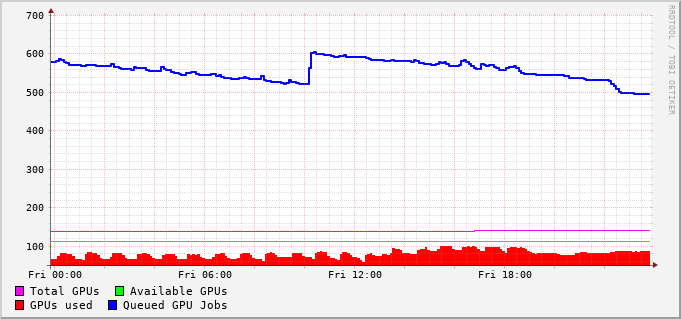 RRDTOOL / TOBI OETIKER
700
600
500
400
300
200
100
Fri 00:00 Fri 06:00 Fri 12:00 Fri 18:00
Total GPUs Available GPUs
GPUs used Queued GPU Jobs